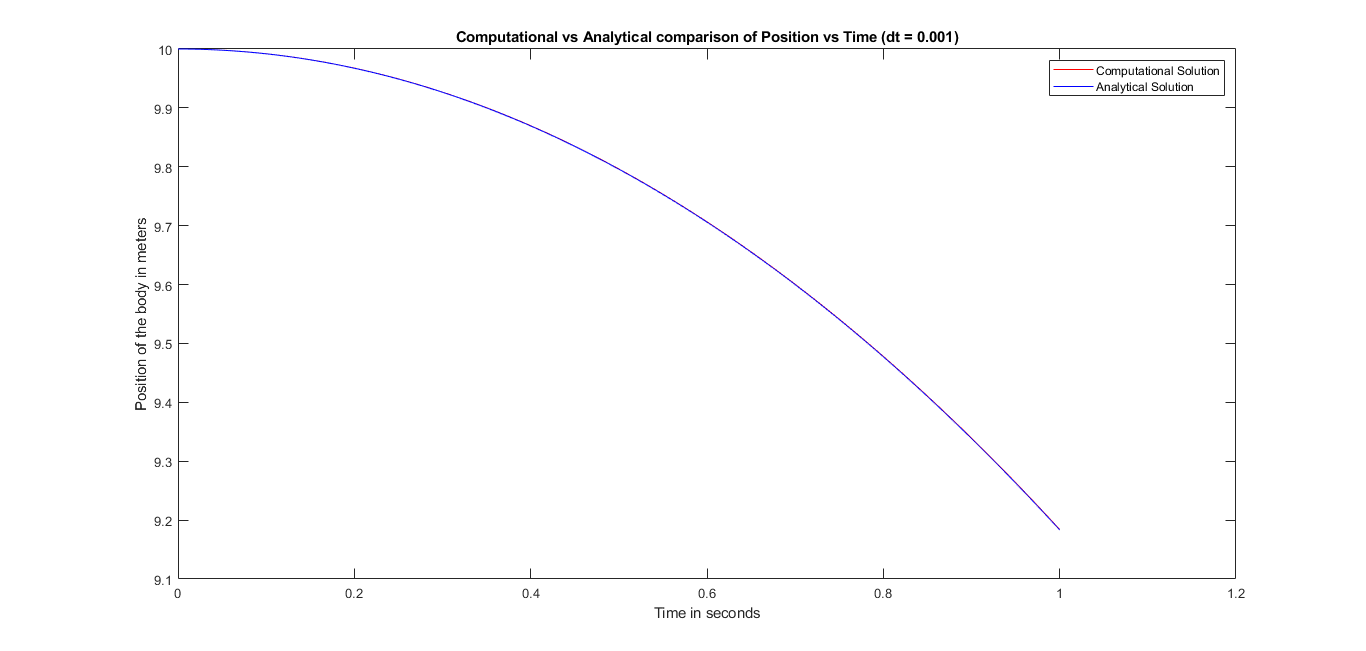 Computational vs Analytical comparison of Position vs Time (dt = 0.001)
Computational Solution
Analytical Solution
Position of the body in meters
10
9.9
9.8
9.7
9.6
9.5
9.4
9.3
9.2
9.1
0 0.2 0.4 0.6 0.8 1 1.2
Time in seconds